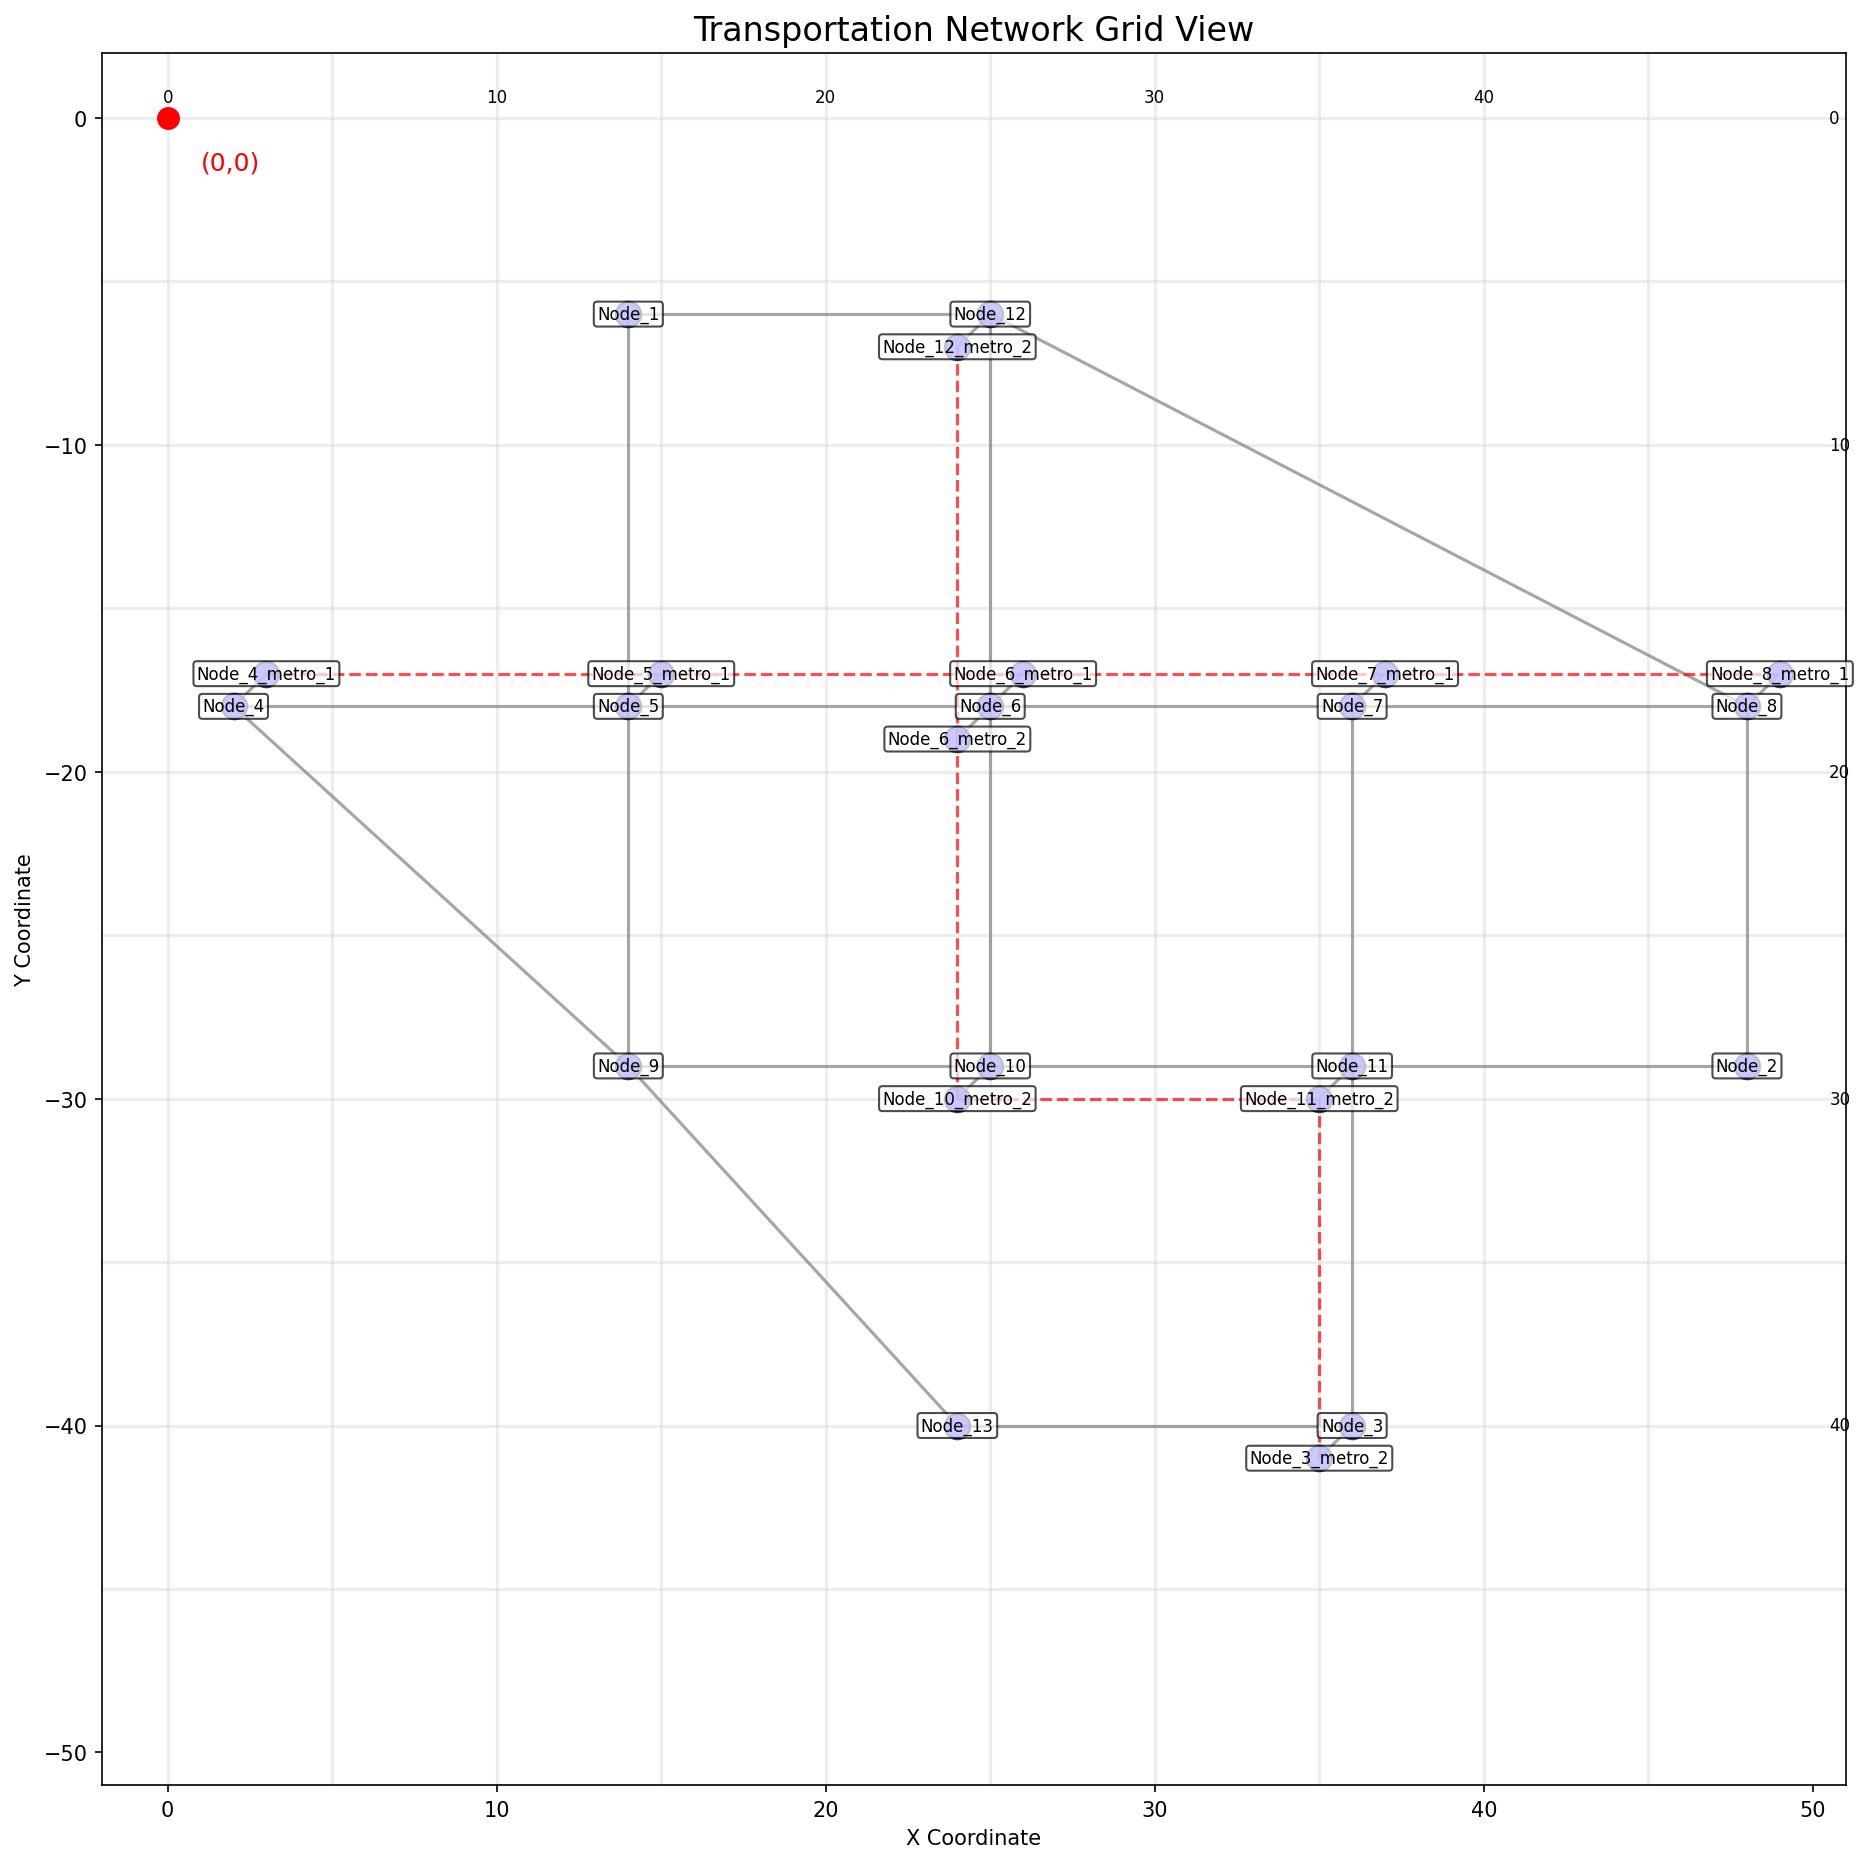 Transportation Network Grid View
0 10 20 30 40
0 0
(0,0)
Node_1 Node_12
Node_12_metro_2
−10 10
Node_4_metro_1 Node_5_metro_1 Node_6_metro_1 Node_7_metro_1 Node_8_metro_1
Node_4 Node_5 Node_6 Node_7 Node_8
Node_6_metro_2
−20 20
Y Coordinate
Node_9 Node_10 Node_11 Node_2
−30 Node_10_metro_2 Node_11_metro_2 30
−40 Node_13 Node_3 40
Node_3_metro_2
−50
0 10 20 30 40 50
X Coordinate